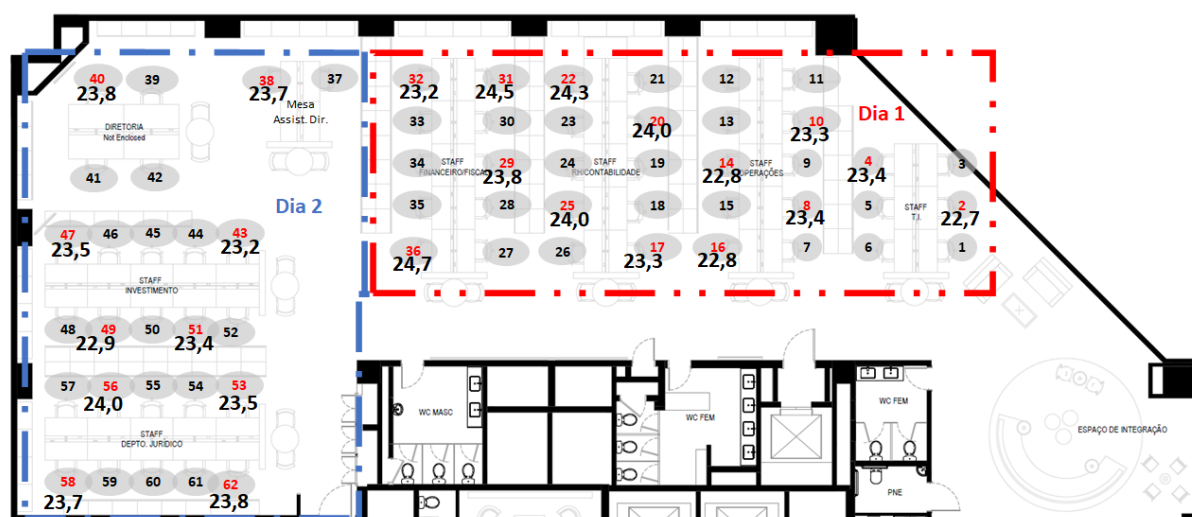 40 39 38 37 32 31 22 21 12 11
23,8 23,7 23,2 24,5 24,3
Mesa
Assist. Dir.
DIRETORIA
Not Enclosed
33 30 23 20 13 10
24,0 23,3
Dia 1
41 42
34 29 24 19 14 9 4 3
STAFF
FINANCEIRO/FISCAL
STAFF
RH/CONTABILIDADE
STAFF
OPERAÇÕES
23,8 22,8 23,4
Dia 2
35 28 25 18 15 8 5 2
24,0 23,4 22,7
STAFF
T.I.
47 46 45 44 43
23,5 23,2
36 27 26 17 16 7 6 1
24,7 23,3 22,8
STAFF
INVESTIMENTO
48 49 50 51 52
22,9 23,4
57 56 55 54 53
24,0 23,5
STAFF
DEPTO. JURÍDICO
58 59 60 61 62
23,7 23,8
WC MASC
WC FEM
WC FEM
PNE
ESPAÇO DE INTEGRAÇÃO